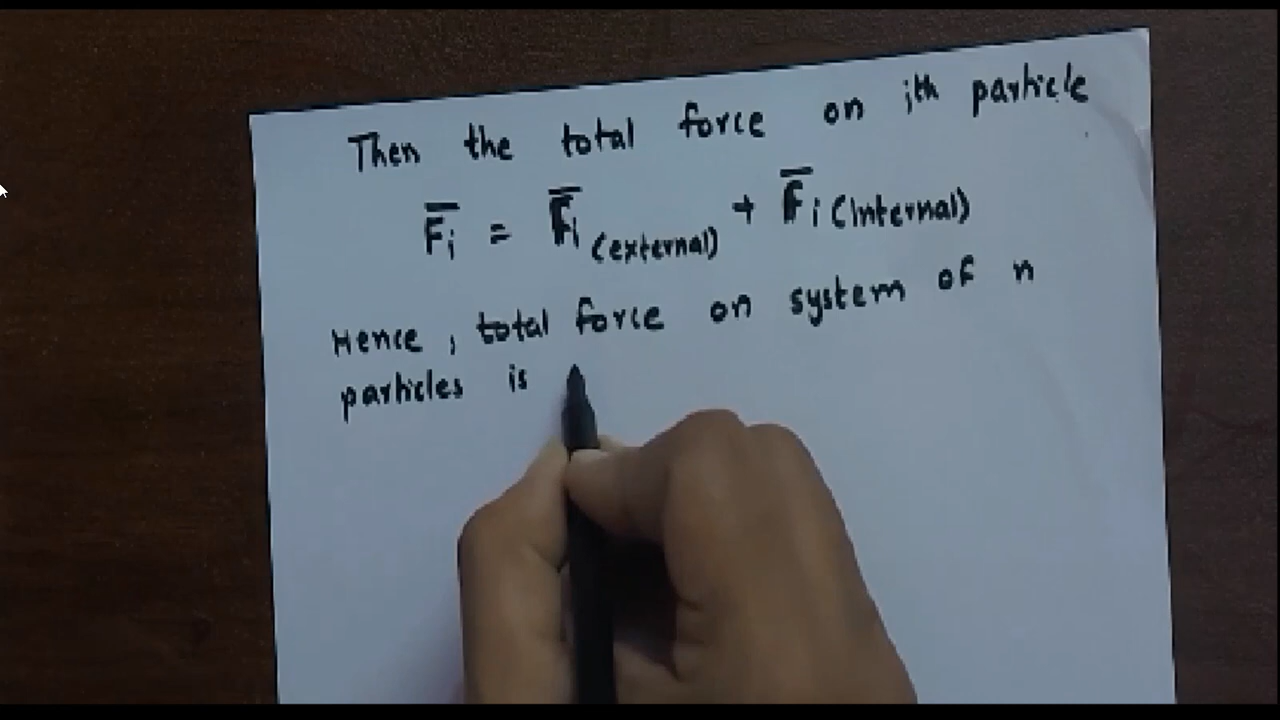 Then the total force on ith particle
F̅i = F̅i (external) + F̅i (Internal)
Hence, total force on system of n
particles is